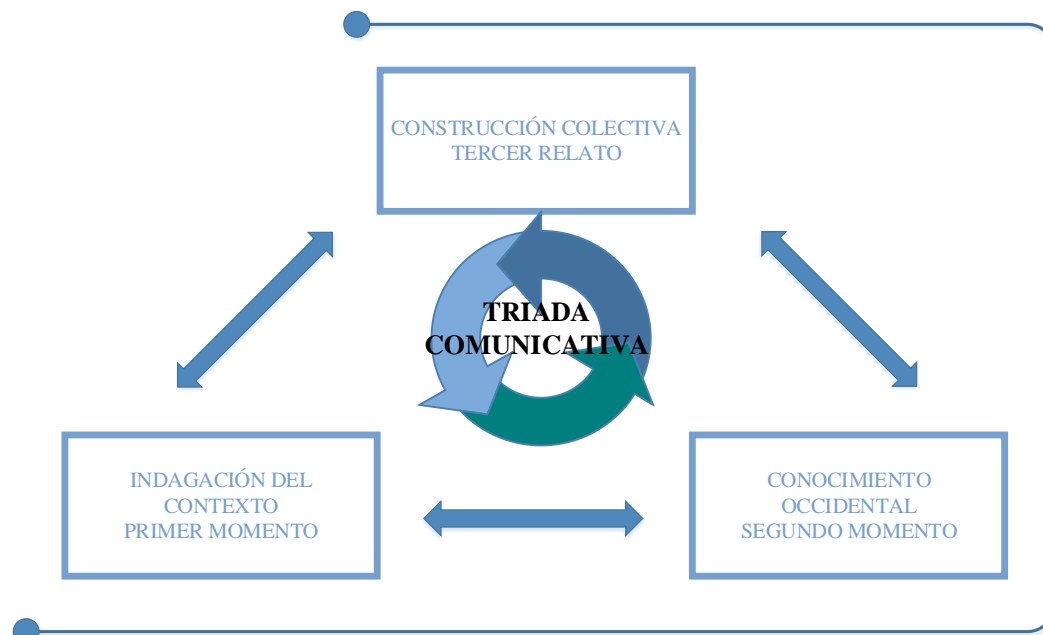 CONSTRUCCIÓN COLECTIVA
TERCER RELATO
TRIADA
COMUNICATIVA
INDAGACIÓN DEL
CONTEXTO
PRIMER MOMENTO
CONOCIMIENTO
OCCIDENTAL
SEGUNDO MOMENTO